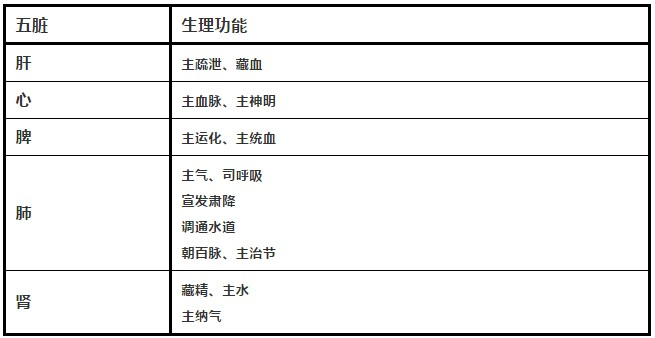 五脏 生理功能
肝 主疏泄、藏血
心 主血脉、主神明
脾 主运化、主统血
肺 主气、司呼吸
宣发肃降
调通水道
朝百脉、主治节
肾 藏精、主水
主纳气